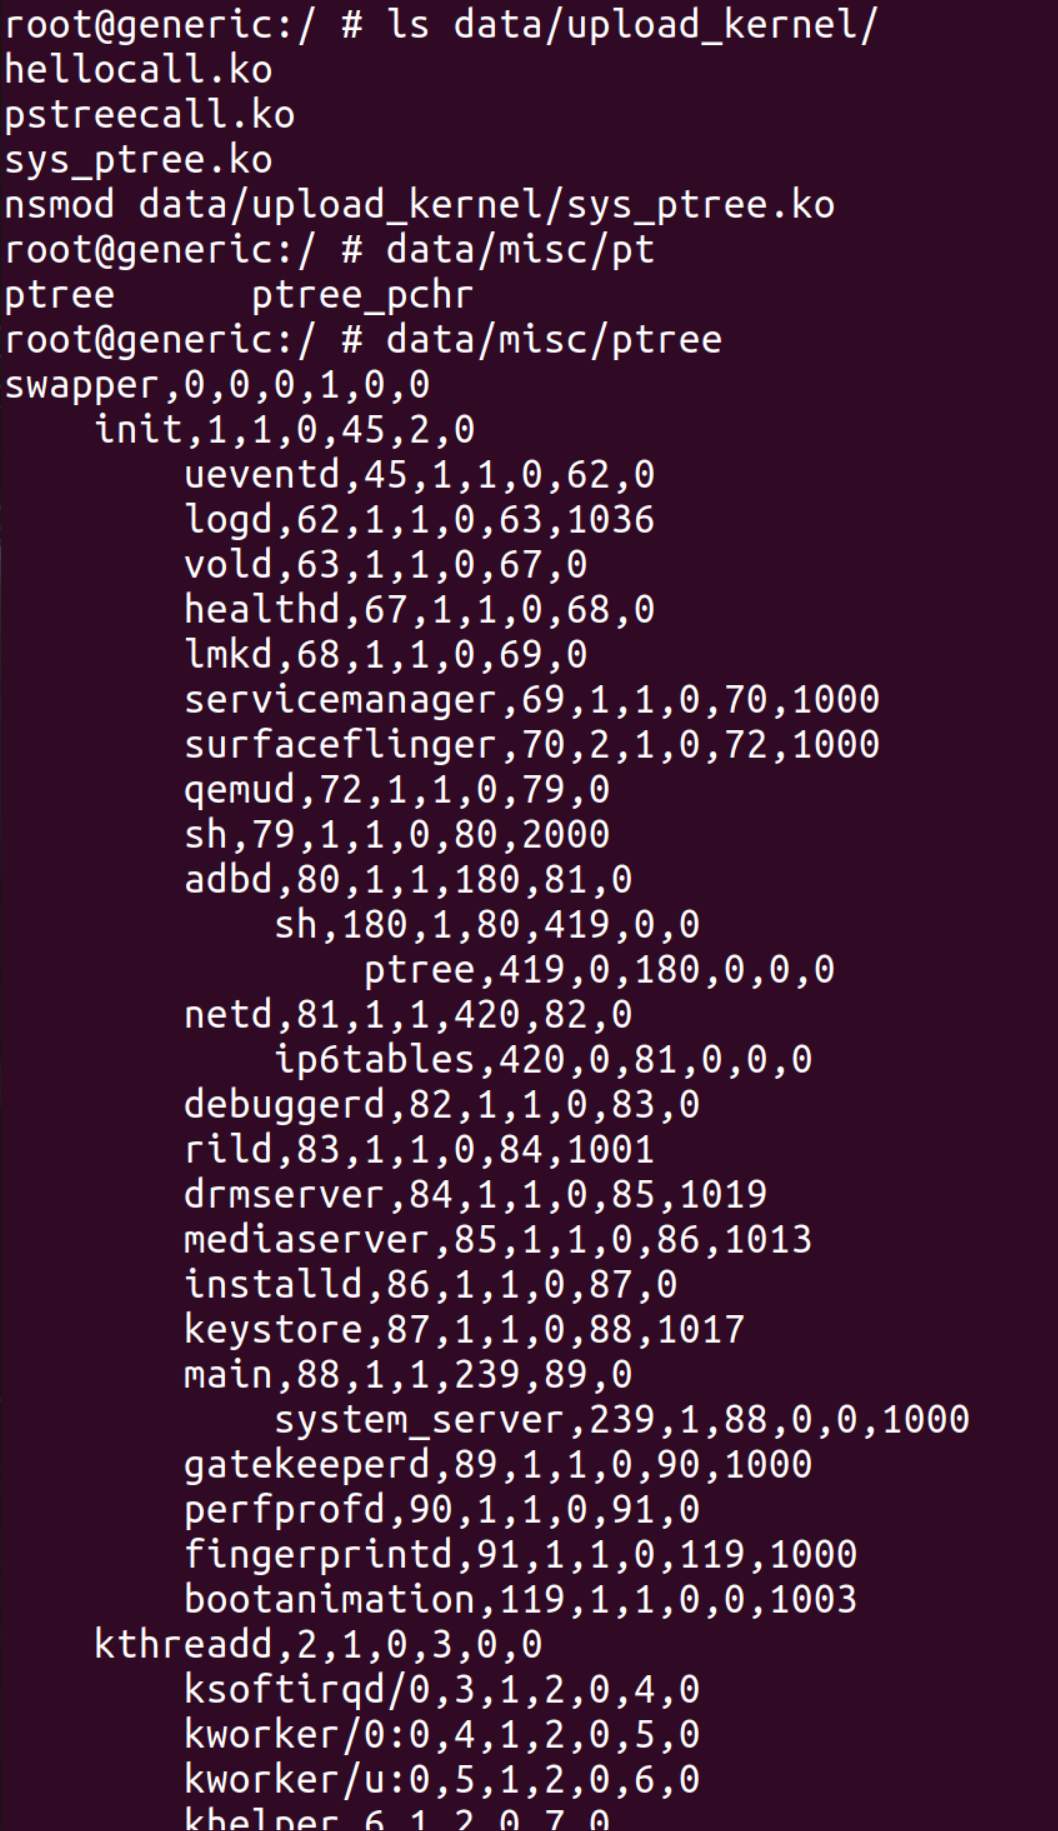 root@generic:/ # ls data/upload_kernel/
hellocall.ko
pstreecall.ko
sys_ptree.ko
nsmod data/upload_kernel/sys_ptree.ko
root@generic:/ # data/misc/pt
ptree      ptree_pchr
root@generic:/ # data/misc/ptree
swapper,0,0,0,1,0,0
    init,1,1,0,45,2,0
        ueventd,45,1,1,0,62,0
        logd,62,1,1,0,63,1036
        vold,63,1,1,0,67,0
        healthd,67,1,1,0,68,0
        lmkd,68,1,1,0,69,0
        servicemanager,69,1,1,0,70,1000
        surfaceflinger,70,2,1,0,72,1000
        qemud,72,1,1,0,79,0
        sh,79,1,1,0,80,2000
        adbd,80,1,1,180,81,0
            sh,180,1,80,419,0,0
                ptree,419,0,180,0,0,0
        netd,81,1,1,420,82,0
            ip6tables,420,0,81,0,0,0
        debuggerd,82,1,1,0,83,0
        rild,83,1,1,0,84,1001
        drmserver,84,1,1,0,85,1019
        mediaserver,85,1,1,0,86,1013
        installd,86,1,1,0,87,0
        keystore,87,1,1,0,88,1017
        main,88,1,1,239,89,0
            system_server,239,1,88,0,0,1000
        gatekeeperd,89,1,1,0,90,1000
        perfprofd,90,1,1,0,91,0
        fingerprintd,91,1,1,0,119,1000
        bootanimation,119,1,1,0,0,1003
    kthreadd,2,1,0,3,0,0
        ksoftirqd/0,3,1,2,0,4,0
        kworker/0:0,4,1,2,0,5,0
        kworker/u:0,5,1,2,0,6,0
        khelper,6,1,2,0,7,0